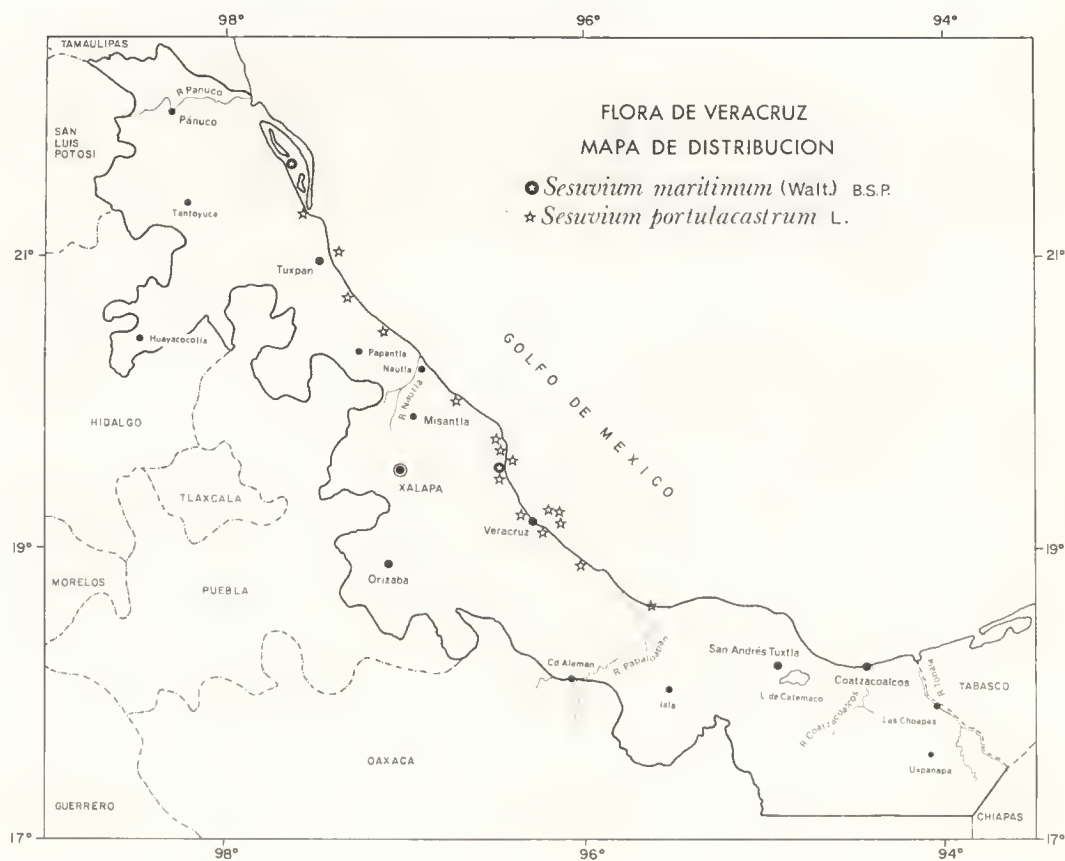 98°
96°
94°
TAMAULIPAS
R Panuco
Pánuco
SAN
LUIS
POTOSI
FLORA DE VERACRUZ
MAPA DE DISTRIBUCION
Sesuvium maritimum (Walt.) B.S.P.
Sesuvium portulacastrum L.
Tantoyuca
21°
21°
Tuxpan
Huayacocotla
Papantla
Nautla
R Nautla
Misantla
GOLFO DE MEXICO
HIDALGO
XALAPA
TLAXCALA
Veracruz
19°
19°
MORELOS
PUEBLA
Orizaba
Cd Aleman
R Papaloapan
San Andrés Tuxtla
L de Catemaco
Isla
Coatzacoalcos
R Coatzacoalcos
R Tonala
TABASCO
Las Choapas
Uxpanapa
OAXACA
GUERRERO
CHIAPAS
17°
17°
98°
96°
94°